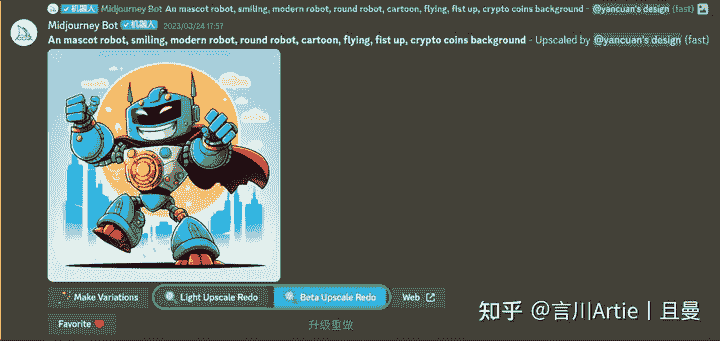 机器人 Midjourney Bot An mascot robot, smiling, modern robot, round robot, cartoon, flying, fist up, crypto coins background - @yancuan's design (fast)
Midjourney Bot 机器人 2023/03/24 17:57
An mascot robot, smiling, modern robot, round robot, cartoon, flying, fist up, crypto coins background - Upscaled by @yancuan's design (fast)
Make Variations Light Upscale Redo Beta Upscale Redo Web
Favorite 升级重做
知乎 @言川Artie丨且曼